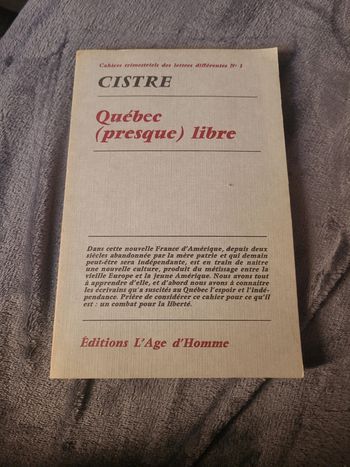 Cahiers trimestriels des lettres différentes Nº 1
CISTRE
Québec
(presque) libre
Dans cette nouvelle France d'Amérique, depuis deux
siècles abandonnée par la mère patrie et qui demain
peut-être sera indépendante, est en train de naître
une nouvelle culture, produit du métissage entre la
vieille Europe et la jeune Amérique. Nous avons tout
à apprendre d'elle, et d'abord nous avons à connaître
les écrivains qu'a suscités au Québec l'espoir et l'indé-
pendance. Prière de considérer ce cahier pour ce qu'il
est : un combat pour la liberté.
Éditions L'Age d'Homme